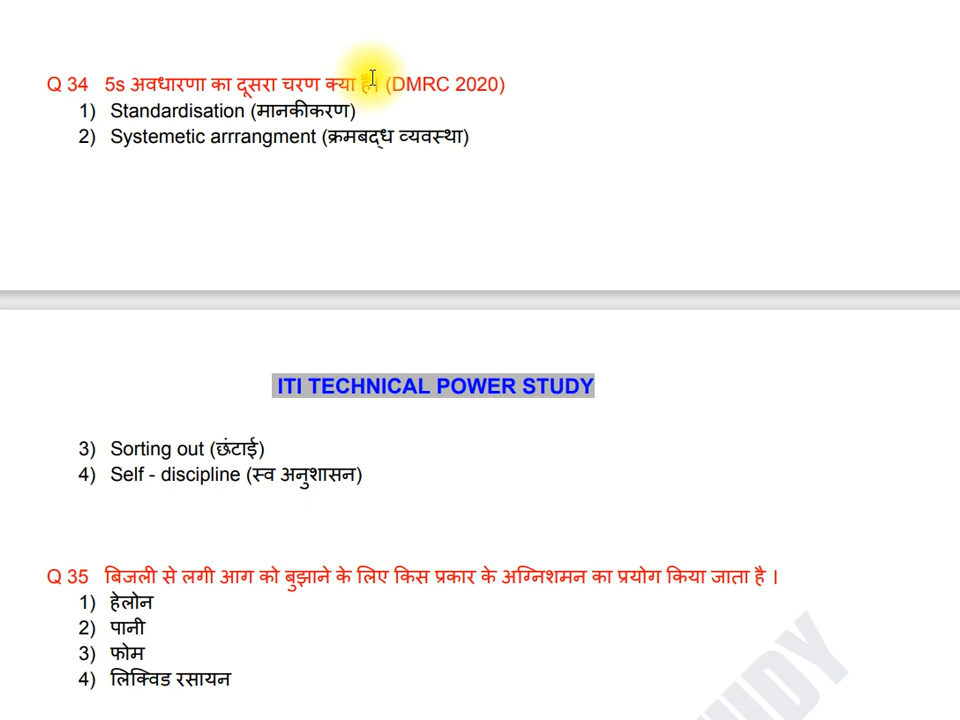 Q 34 5s अवधारणा का दूसरा चरण क्या है। (DMRC 2020)
1) Standardisation (मानकीकरण)
2) Systemetic arrrangment (क्रमबद्ध व्यवस्था)
ITI TECHNICAL POWER STUDY
3) Sorting out (छंटाई)
4) Self - discipline (स्व अनुशासन)
Q 35 बिजली से लगी आग को बुझाने के लिए किस प्रकार के अग्निशमन का प्रयोग किया जाता है ।
1) हेलोन
2) पानी
3) फोम
4) लिक्विड रसायन